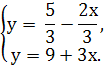 {y = 5/3 − 2x/3,
y = 9 + 3x.